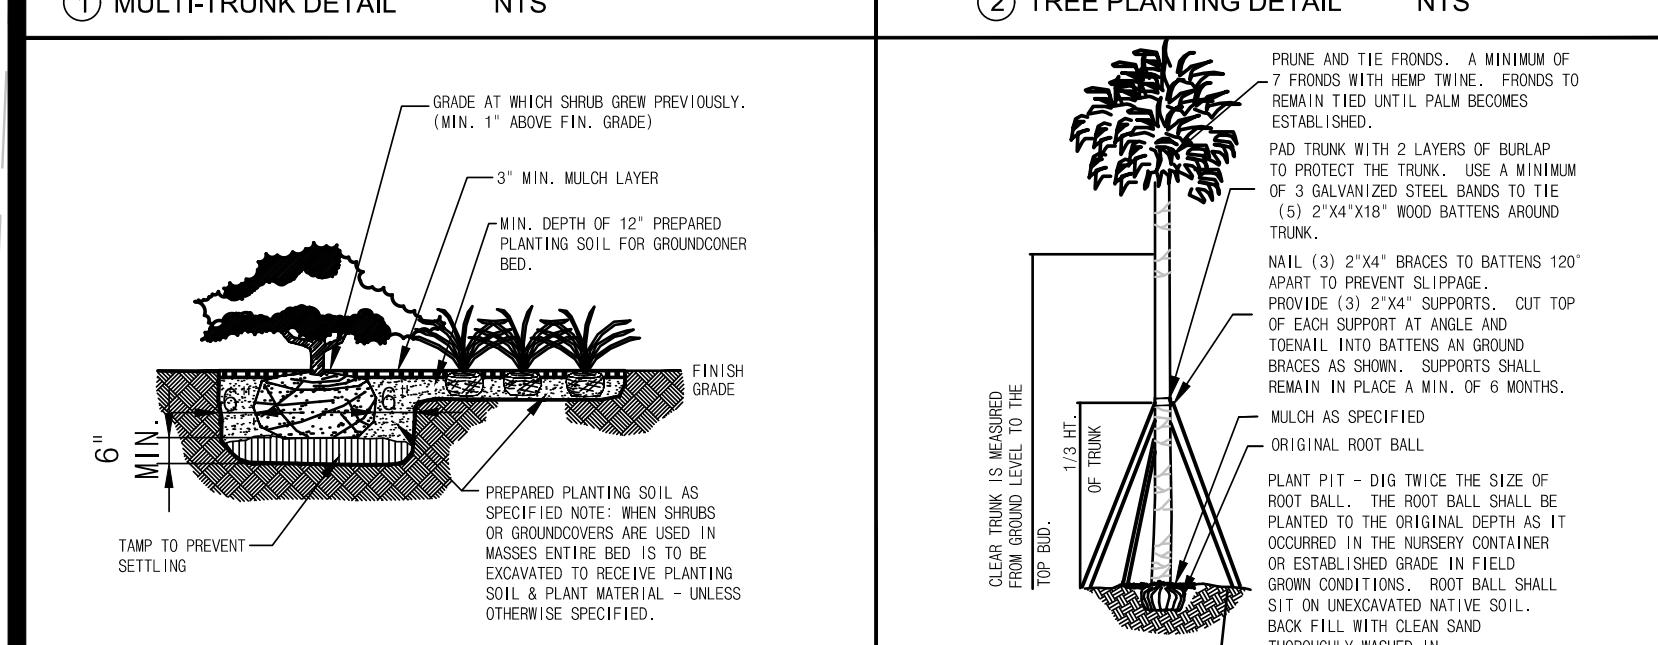 1 MULTI-TRUNK DETAIL NTS
2 TREE PLANTING DETAIL NTS
GRADE AT WHICH SHRUB GREW PREVIOUSLY.
(MIN. 1" ABOVE FIN. GRADE)
3" MIN. MULCH LAYER
MIN. DEPTH OF 12" PREPARED
PLANTING SOIL FOR GROUNDCONER
BED.
FINISH
GRADE
6"
6"
6"
MIN.
TAMP TO PREVENT
SETTLING
PREPARED PLANTING SOIL AS
SPECIFIED NOTE: WHEN SHRUBS
OR GROUNDCOVERS ARE USED IN
MASSES ENTIRE BED IS TO BE
EXCAVATED TO RECEIVE PLANTING
SOIL & PLANT MATERIAL - UNLESS
OTHERWISE SPECIFIED.
PRUNE AND TIE FRONDS. A MINIMUM OF
7 FRONDS WITH HEMP TWINE. FRONDS TO
REMAIN TIED UNTIL PALM BECOMES
ESTABLISHED.
PAD TRUNK WITH 2 LAYERS OF BURLAP
TO PROTECT THE TRUNK. USE A MINIMUM
OF 3 GALVANIZED STEEL BANDS TO TIE
(5) 2"X4"X18" WOOD BATTENS AROUND
TRUNK.
NAIL (3) 2"X4" BRACES TO BATTENS 120°
APART TO PREVENT SLIPPAGE.
PROVIDE (3) 2"X4" SUPPORTS. CUT TOP
OF EACH SUPPORT AT ANGLE AND
TOENAIL INTO BATTENS AN GROUND
BRACES AS SHOWN. SUPPORTS SHALL
REMAIN IN PLACE A MIN. OF 6 MONTHS.
MULCH AS SPECIFIED
ORIGINAL ROOT BALL
PLANT PIT - DIG TWICE THE SIZE OF
ROOT BALL. THE ROOT BALL SHALL BE
PLANTED TO THE ORIGINAL DEPTH AS IT
OCCURRED IN THE NURSERY CONTAINER
OR ESTABLISHED GRADE IN FIELD
GROWN CONDITIONS. ROOT BALL SHALL
SIT ON UNEXCAVATED NATIVE SOIL.
BACK FILL WITH CLEAN SAND
THOROUGHLY WASHED IN
CLEAR TRUNK IS MEASURED
FROM GROUND LEVEL TO THE
TOP BUD.
1/3 HT.
OF TRUNK